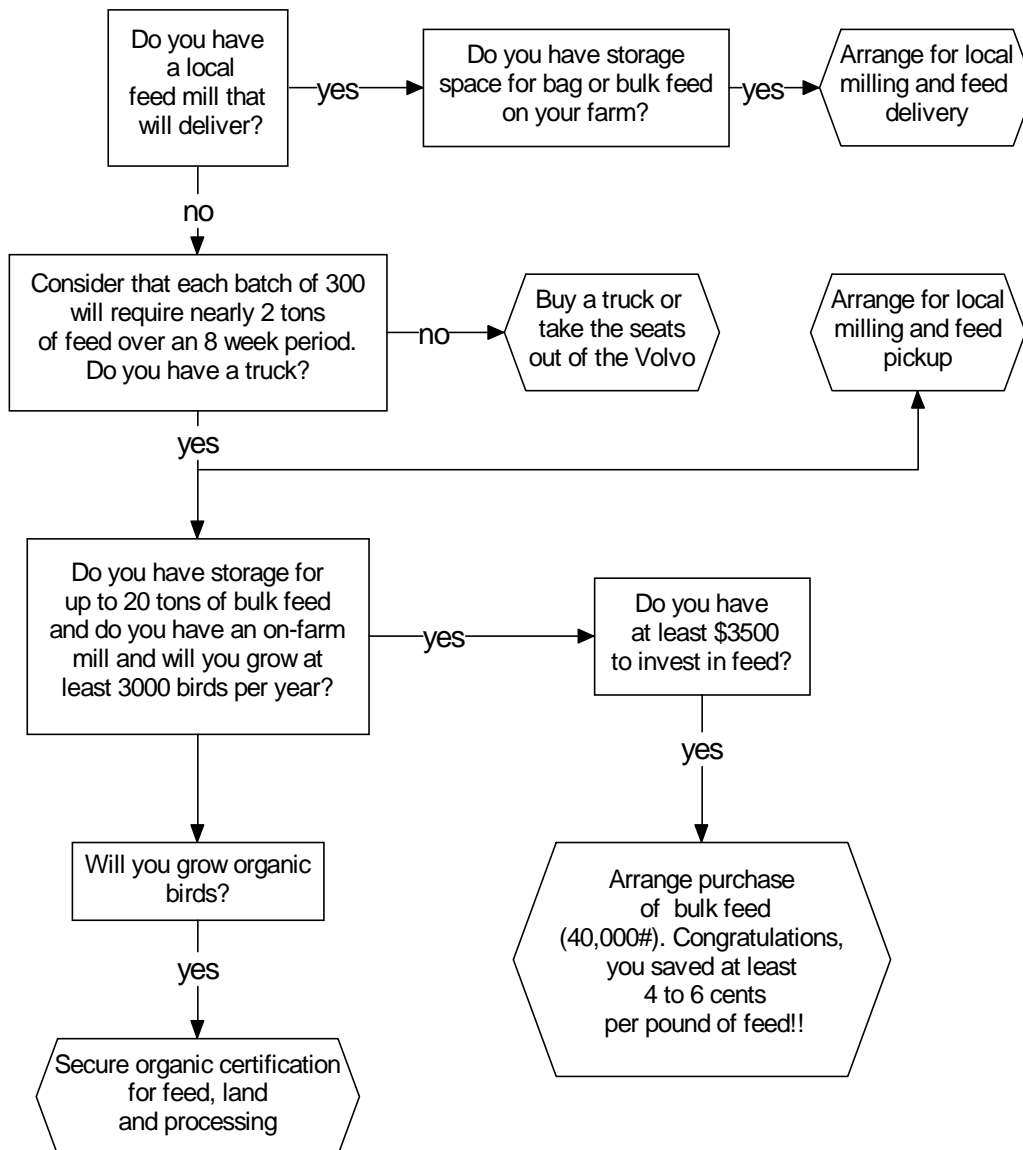 Do you have
a local
feed mill that
will deliver?
yes
Do you have storage
space for bag or bulk feed
on your farm?
yes
Arrange for local
milling and feed
delivery
no
Consider that each batch of 300
will require nearly 2 tons
of feed over an 8 week period.
Do you have a truck?
no
Buy a truck or
take the seats
out of the Volvo
Arrange for local
milling and feed
pickup
yes
Do you have storage for
up to 20 tons of bulk feed
and do you have an on-farm
mill and will you grow at
least 3000 birds per year?
yes
Do you have
at least $3500
to invest in feed?
yes
Will you grow organic
birds?
Arrange purchase
of bulk feed
(40,000#). Congratulations,
you saved at least
4 to 6 cents
per pound of feed!!
yes
Secure organic certification
for feed, land
and processing